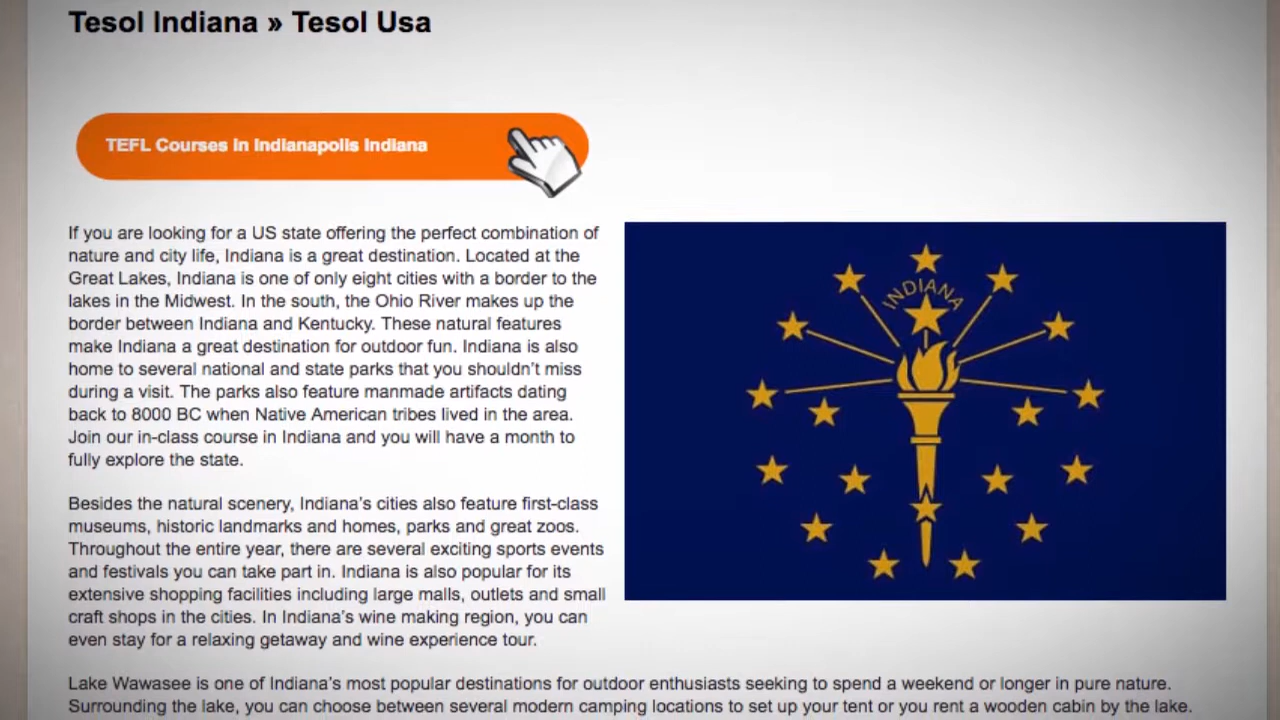 Tesol Indiana » Tesol Usa
TEFL Courses in Indianapolis Indiana
If you are looking for a US state offering the perfect combination of
nature and city life, Indiana is a great destination. Located at the
Great Lakes, Indiana is one of only eight cities with a border to the
lakes in the Midwest. In the south, the Ohio River makes up the
border between Indiana and Kentucky. These natural features
make Indiana a great destination for outdoor fun. Indiana is also
home to several national and state parks that you shouldn't miss
during a visit. The parks also feature manmade artifacts dating
back to 8000 BC when Native American tribes lived in the area.
Join our in-class course in Indiana and you will have a month to
fully explore the state.
INDIANA
Besides the natural scenery, Indiana's cities also feature first-class
museums, historic landmarks and homes, parks and great zoos.
Throughout the entire year, there are several exciting sports events
and festivals you can take part in. Indiana is also popular for its
extensive shopping facilities including large malls, outlets and small
craft shops in the cities. In Indiana's wine making region, you can
even stay for a relaxing getaway and wine experience tour.
Lake Wawasee is one of Indiana's most popular destinations for outdoor enthusiasts seeking to spend a weekend or longer in pure nature.
Surrounding the lake, you can choose between several modern camping locations to set up your tent or you rent a wooden cabin by the lake.